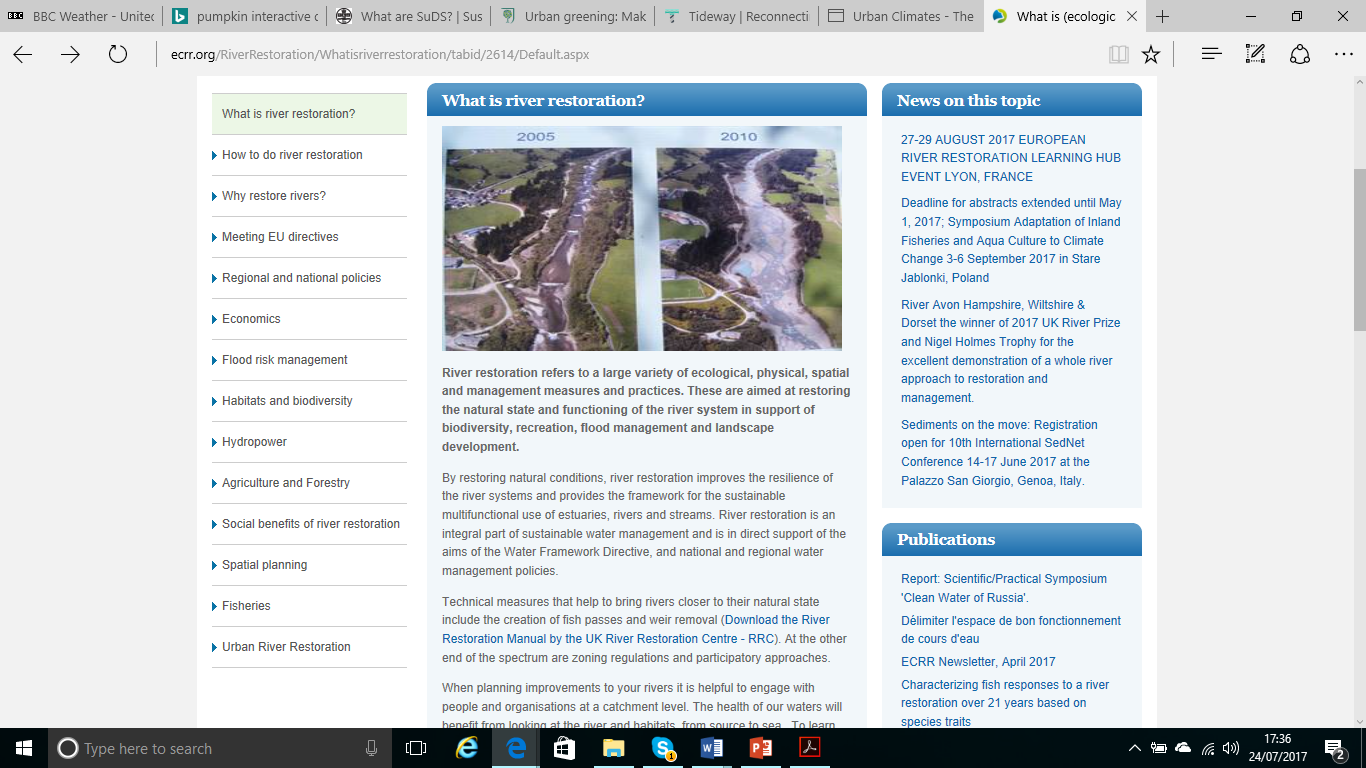 BBC Weather - United
pumpkin interactive c
What are SuDS? | Sus
Urban greening: Mak
Tideway | Reconnecti
Urban Climates - The
What is (ecologic
ecrr.org/RiverRestoration/Whatisriverrestoration/tabid/2614/Default.aspx
What is river restoration?
How to do river restoration
Why restore rivers?
Meeting EU directives
Regional and national policies
Economics
Flood risk management
Habitats and biodiversity
Hydropower
Agriculture and Forestry
Social benefits of river restoration
Spatial planning
Fisheries
Urban River Restoration
What is river restoration?
2005
2010
River restoration refers to a large variety of ecological, physical, spatial
and management measures and practices. These are aimed at restoring
the natural state and functioning of the river system in support of
biodiversity, recreation, flood management and landscape
development.
By restoring natural conditions, river restoration improves the resilience of
the river systems and provides the framework for the sustainable
multifunctional use of estuaries, rivers and streams. River restoration is an
integral part of sustainable water management and is in direct support of the
aims of the Water Framework Directive, and national and regional water
management policies.
Technical measures that help to bring rivers closer to their natural state
include the creation of fish passes and weir removal (Download the River
Restoration Manual by the UK River Restoration Centre - RRC). At the other
end of the spectrum are zoning regulations and participatory approaches.
When planning improvements to your rivers it is helpful to engage with
people and organisations at a catchment level. The health of our waters will
benefit from looking at the river and habitats, from source to sea. To learn
News on this topic
27-29 AUGUST 2017 EUROPEAN
RIVER RESTORATION LEARNING HUB
EVENT LYON, FRANCE
Deadline for abstracts extended until May
1, 2017; Symposium Adaptation of Inland
Fisheries and Aqua Culture to Climate
Change 3-6 September 2017 in Stare
Jablonki, Poland
River Avon Hampshire, Wiltshire &
Dorset the winner of 2017 UK River Prize
and Nigel Holmes Trophy for the
excellent demonstration of a whole river
approach to restoration and
management.
Sediments on the move: Registration
open for 10th International SedNet
Conference 14-17 June 2017 at the
Palazzo San Giorgio, Genoa, Italy.
Publications
Report: Scientific/Practical Symposium
'Clean Water of Russia'.
Délimiter l'espace de bon fonctionnement
de cours d'eau
ECRR Newsletter, April 2017
Characterizing fish responses to a river
restoration over 21 years based on
species traits
Type here to search
17:36
24/07/2017